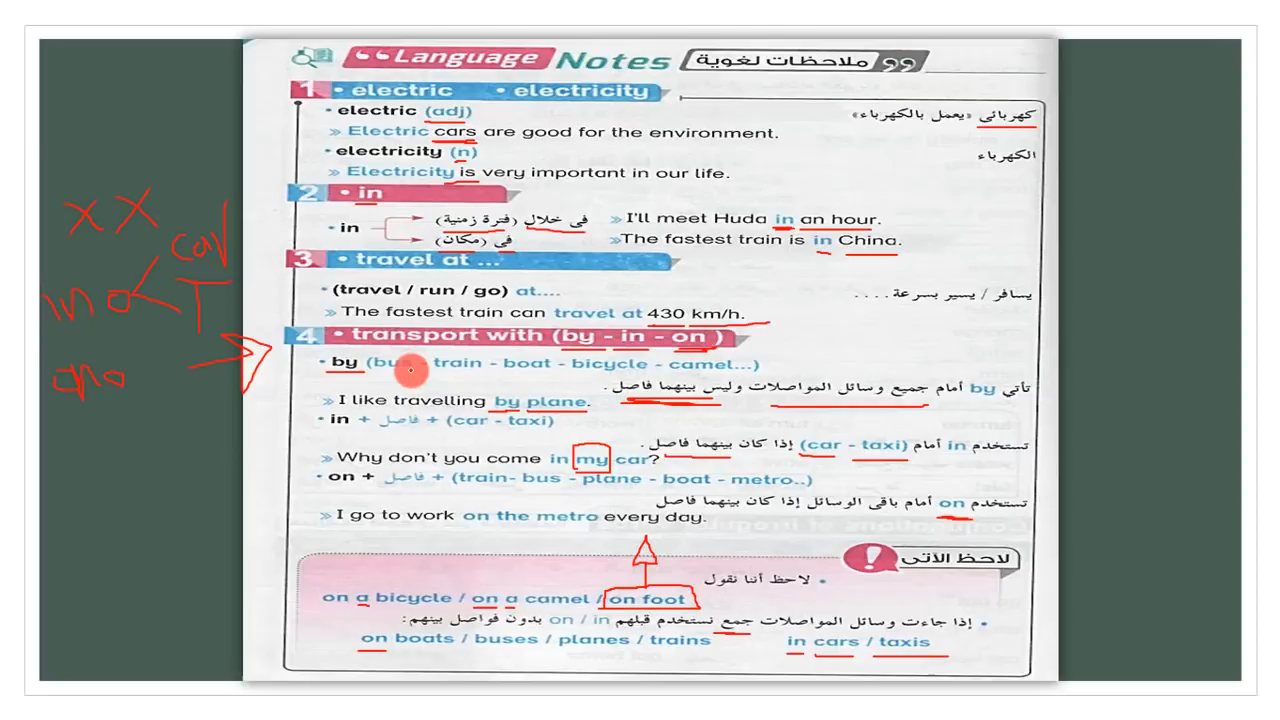 Language Notes ملاحظات لغوية
1 • electric • electricity
• electric (adj) كهربائى «يعمل بالكهرباء»
» Electric cars are good for the environment.
• electricity (n) الكهرباء
» Electricity is very important in our life.
2 • in
• in
فى خلال (فترة زمنية) » I'll meet Huda in an hour.
فى (مكان) » The fastest train is in China.
3 • travel at ...
• (travel / run / go) at.... يسافر / يسير بسرعة . . . .
» The fastest train can travel at 430 km/h.
4 • transport with (by - in - on )
• by (bus - train - boat - bicycle - camel...)
تأتي by أمام جميع وسائل المواصلات وليس بينهما فاصل .
» I like travelling by plane.
• in + فاصل + (car - taxi)
تستخدم in أمام (car - taxi) إذا كان بينهما فاصل .
» Why don't you come in my car?
• on + فاصل + (train- bus - plane - boat - metro..)
تستخدم on أمام باقى الوسائل إذا كان بينهما فاصل
» I go to work on the metro every day.
لاحظ الآتى
• لاحظ أننا نقول
on a bicycle / on a camel / on foot
• إذا جاءت وسائل المواصلات جمع نستخدم قبلهم on / in بدون فواصل بينهم:
on boats / buses / planes / trains in cars / taxis
X X
car
in
T
on